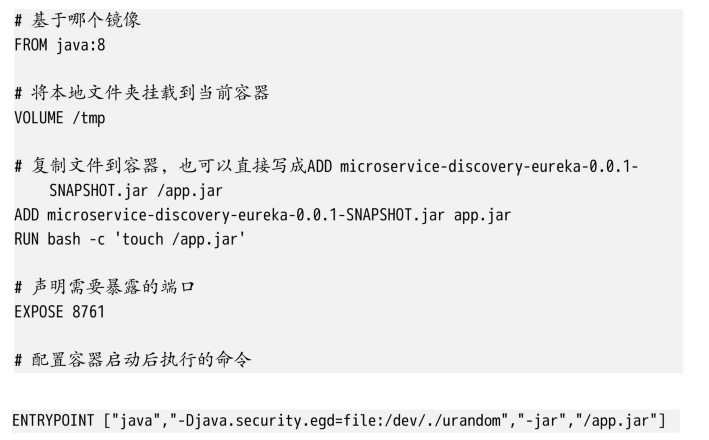 # 基于哪个镜像
FROM java:8
# 将本地文件夹挂载到当前容器
VOLUME /tmp
# 复制文件到容器，也可以直接写成ADD microservice-discovery-eureka-0.0.1-
SNAPSHOT.jar /app.jar
ADD microservice-discovery-eureka-0.0.1-SNAPSHOT.jar app.jar
RUN bash -c 'touch /app.jar'
# 声明需要暴露的端口
EXPOSE 8761
# 配置容器启动后执行的命令
ENTRYPOINT ["java","-Djava.security.egd=file:/dev/./urandom","-jar","/app.jar"]